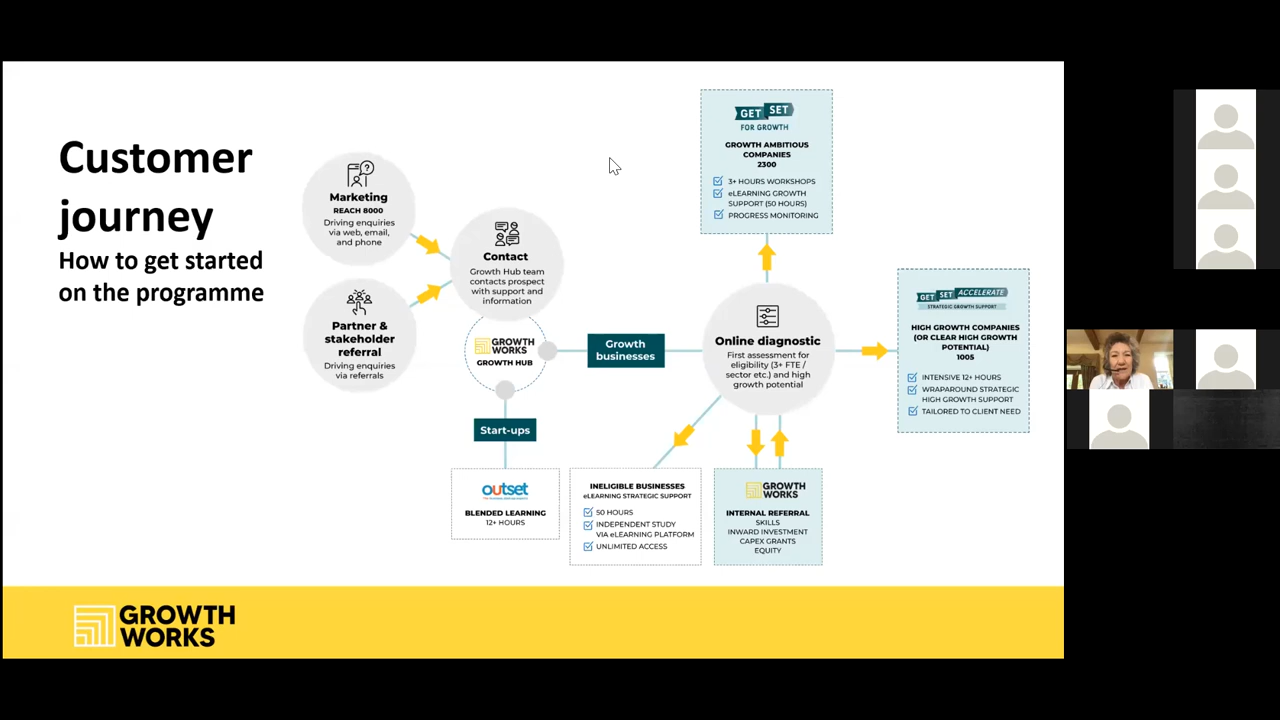 Customer
journey
How to get started
on the programme
Marketing
REACH 8000
Driving enquiries
via web, email,
and phone
Partner &
stakeholder
referral
Driving enquiries
via referrals
Contact
Growth Hub team
contacts prospect
with support and
information
GROWTH
WORKS
GROWTH HUB
Growth
businesses
Start-ups
outset
BLENDED LEARNING
12+ HOURS
Online diagnostic
First assessment for
eligibility (3+ FTE /
sector etc.) and high
growth potential
GET SET
FOR GROWTH
GROWTH AMBITIOUS
COMPANIES
2300
3+ HOURS WORKSHOPS
eLEARNING GROWTH
SUPPORT (50 HOURS)
PROGRESS MONITORING
GET SET ACCELERATE
STRATEGIC GROWTH SUPPORT
HIGH GROWTH COMPANIES
(OR CLEAR HIGH GROWTH
POTENTIAL)
1005
INTENSIVE 12+ HOURS
WRAPAROUND STRATEGIC
HIGH GROWTH SUPPORT
TAILORED TO CLIENT NEED
INELIGIBLE BUSINESSES
eLEARNING STRATEGIC SUPPORT
50 HOURS
INDEPENDENT STUDY
VIA eLEARNING PLATFORM
UNLIMITED ACCESS
GROWTH
WORKS
INTERNAL REFERRAL
SKILLS
INWARD INVESTMENT
CAPEX GRANTS
EQUITY
GROWTH
WORKS